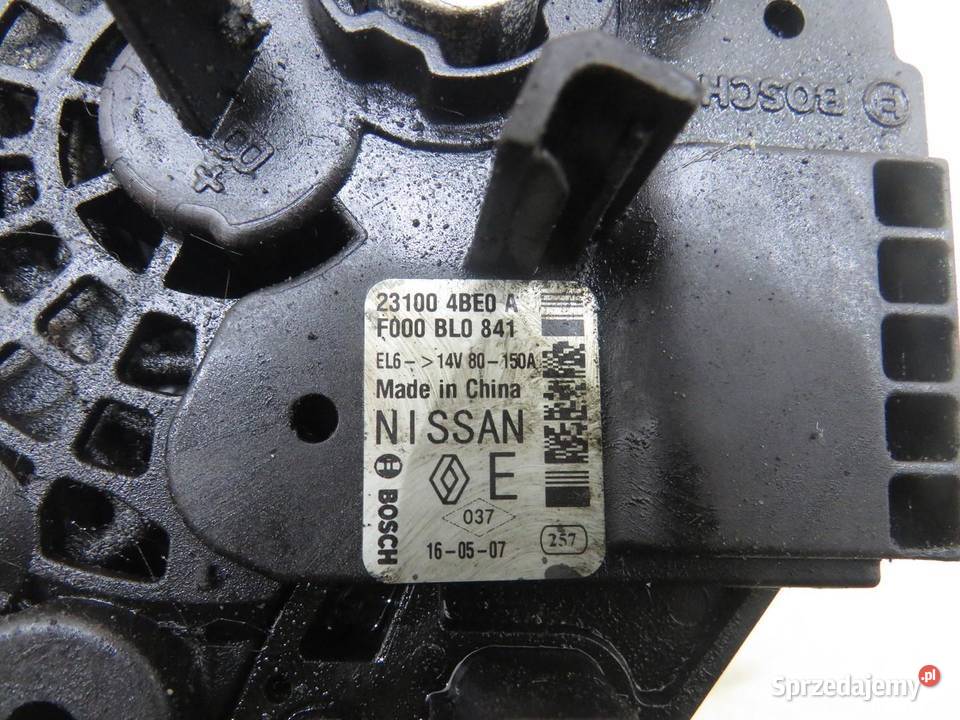 BOSCH
B+
23100 4BE0 A
F000 BL0 841
EL6-->14V 80-150A
Made in China
NISSAN
E
BOSCH
037
16-05-07
257
Sprzedajemy.pl